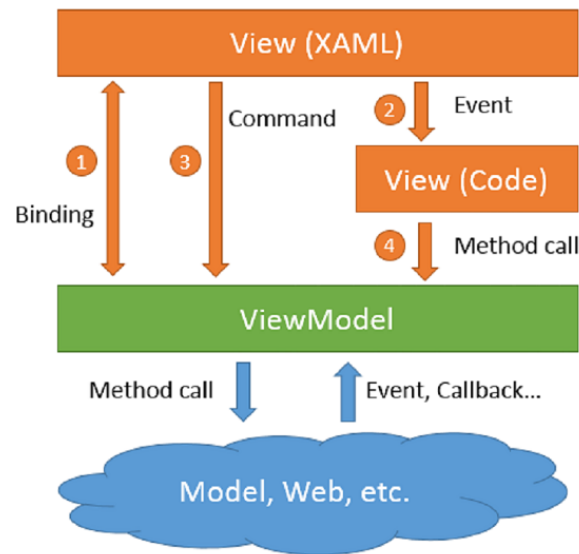 View (XAML)
2 Event
Command
1 3
View (Code)
Binding
4 Method call
ViewModel
Method call Event, Callback...
Model, Web, etc.